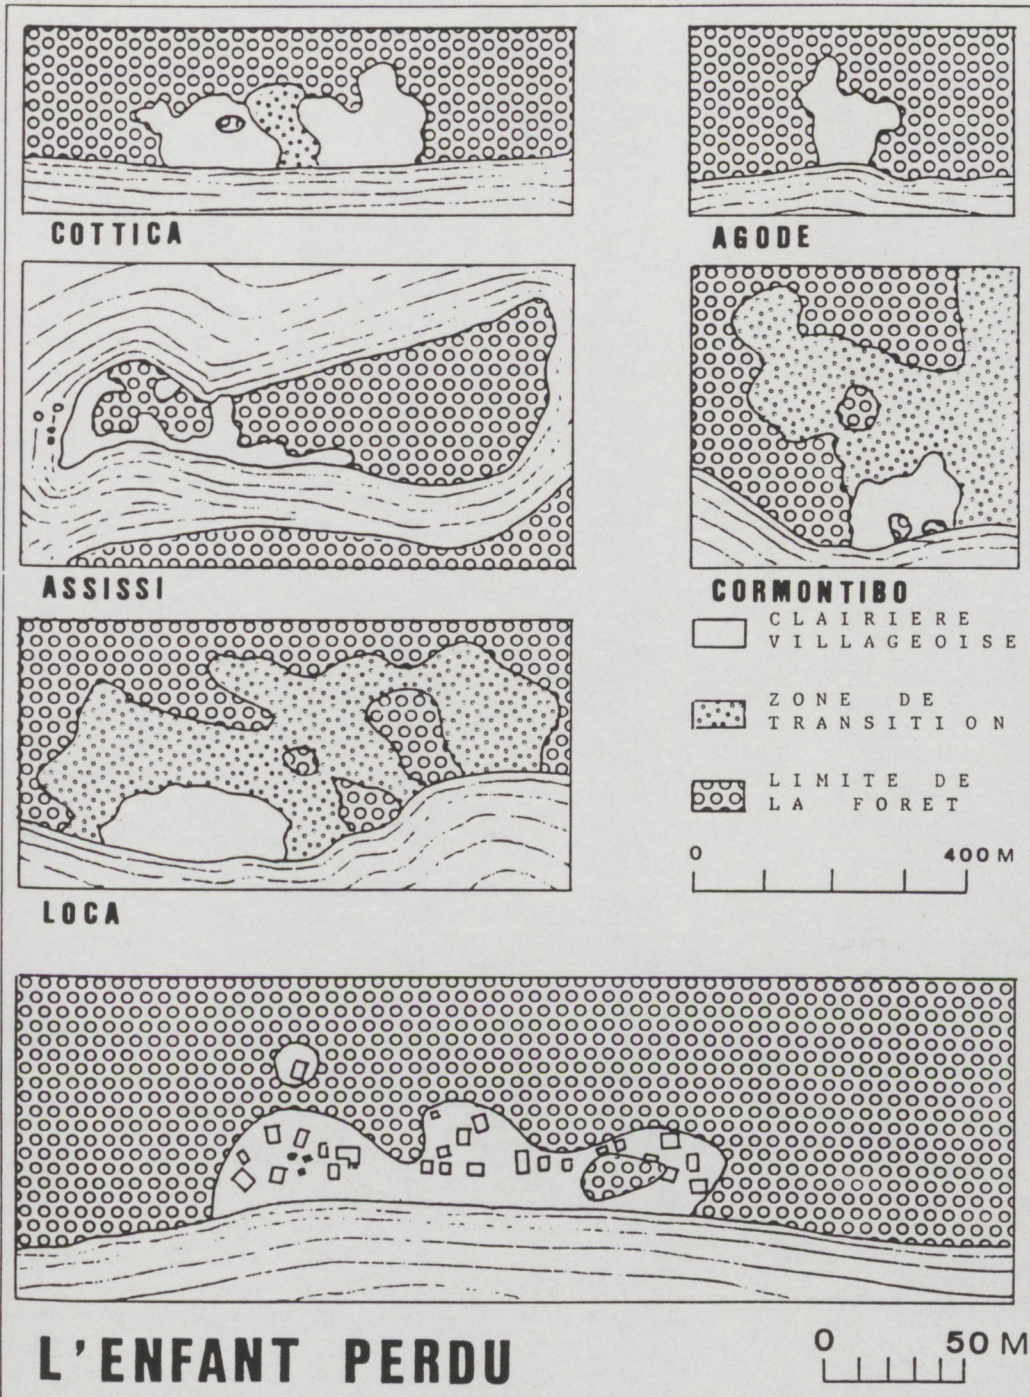 COTTICA
AGODE
ASSISSI
CORMONTIBO
CLAIRIERE
VILLAGEOISE
ZONE DE
TRANSITION
LIMITE DE
LA FORET
0 400 M
LOCA
L'ENFANT PERDU
0 50 M